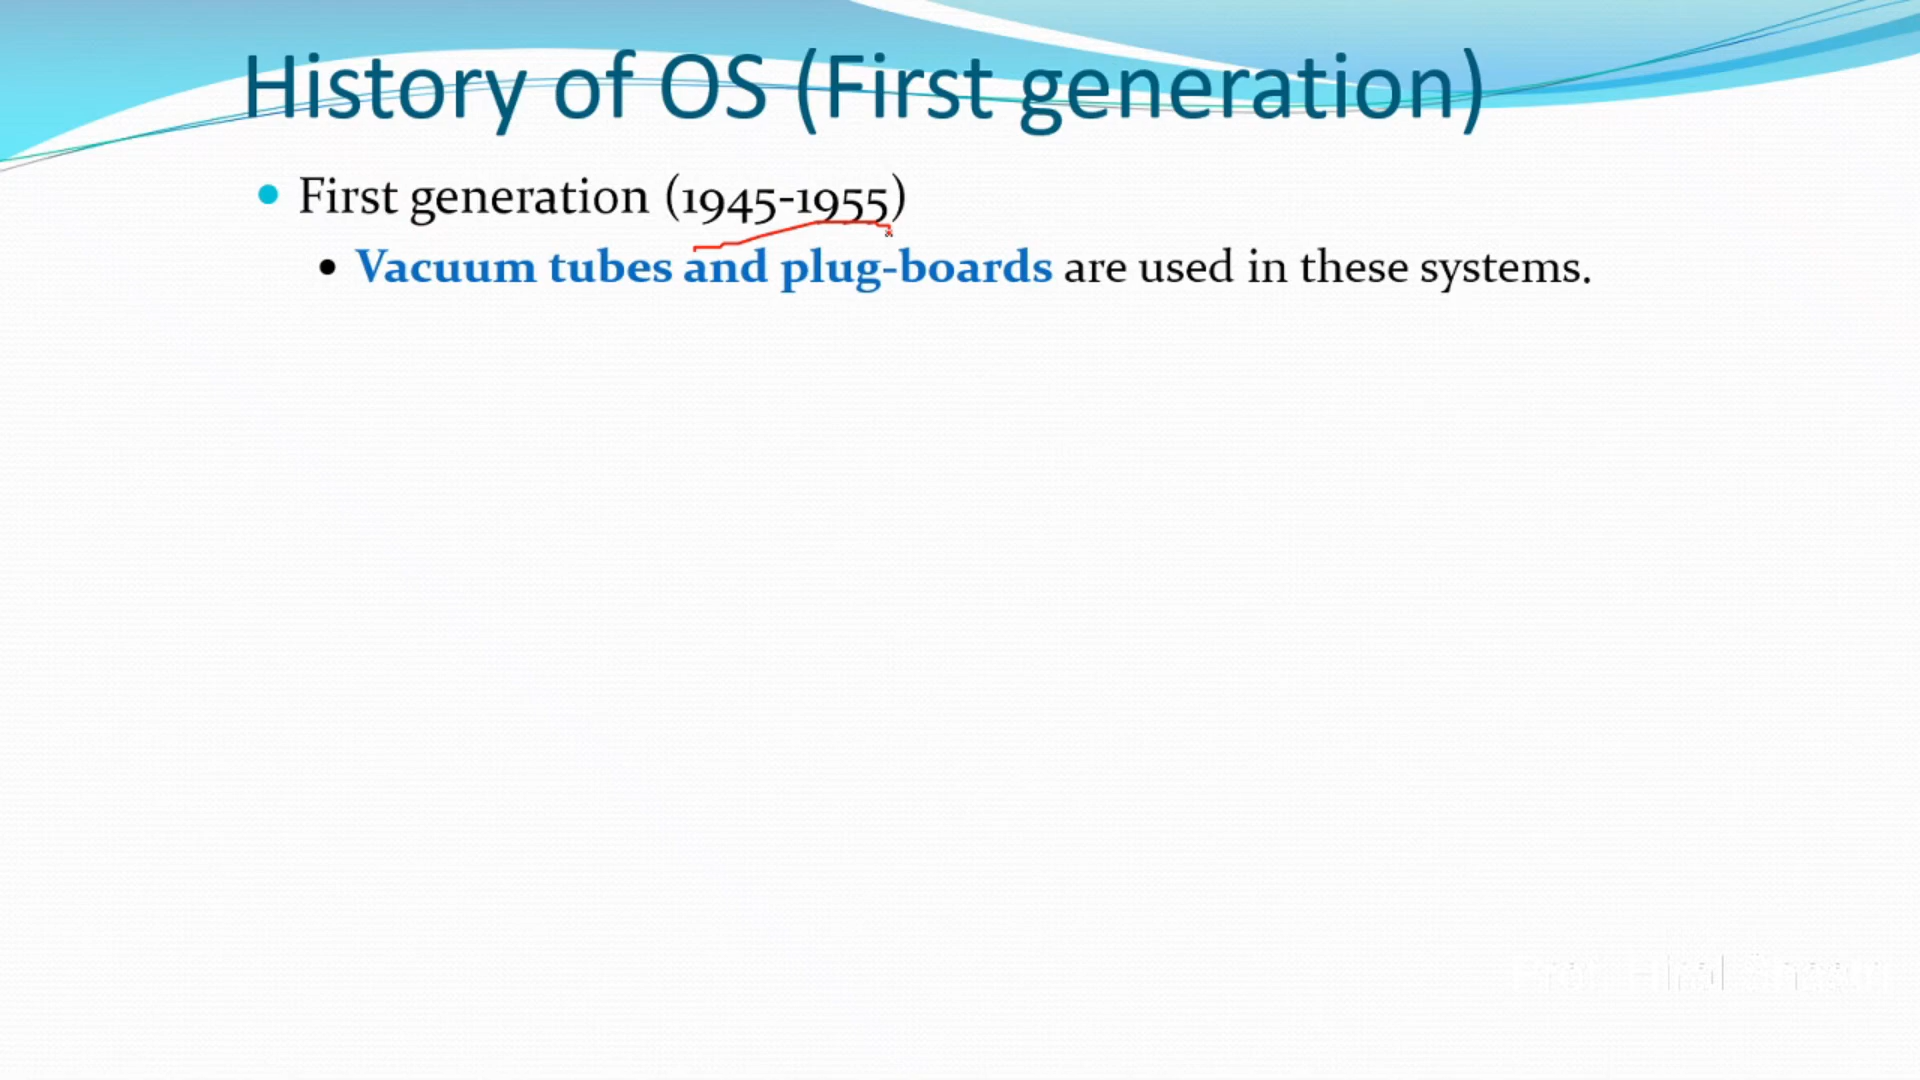 History of OS (First generation)
First generation (1945-1955)
Vacuum tubes and plug-boards are used in these systems.